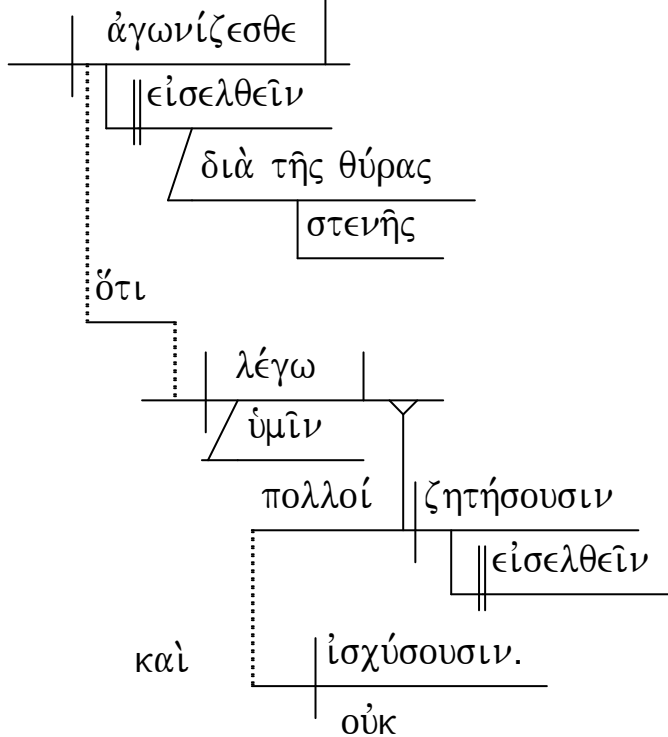 ἀγωνίζεσθε
εἰσελθεῖν
διὰ τῆς θύρας
στενῆς
ὅτι
λέγω
ὑμῖν
πολλοί ζητήσουσιν
εἰσελθεῖν
καὶ ἰσχύσουσιν.
οὐκ